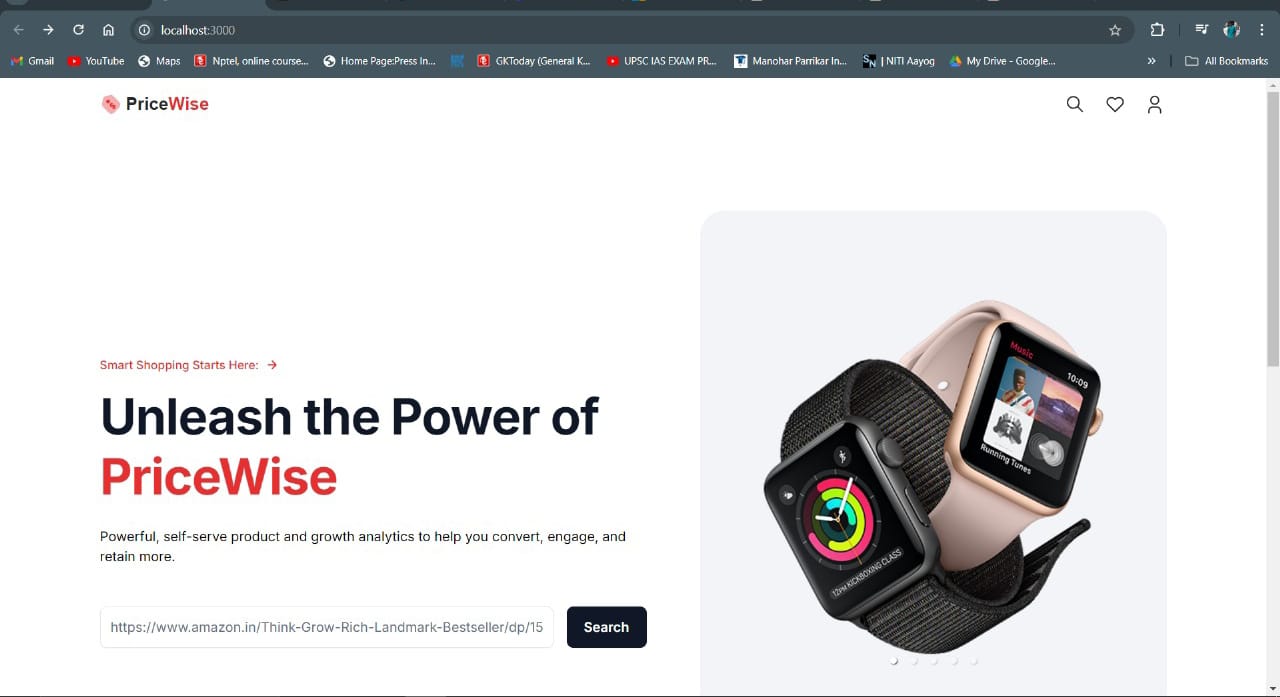 localhost:3000
Gmail
YouTube
Maps
Nptel, online course...
Home Page:Press In...
GKToday (General K...
UPSC IAS EXAM PR...
Manohar Parrikar In...
SN | NITI Aayog
My Drive - Google...
» All Bookmarks
PriceWise
Smart Shopping Starts Here: →
Unleash the Power of
PriceWise
Powerful, self-serve product and growth analytics to help you convert, engage, and
retain more.
https://www.amazon.in/Think-Grow-Rich-Landmark-Bestseller/dp/15
Search
Music
10:09
Running Tunes
12PM KICKBOXING CLASS